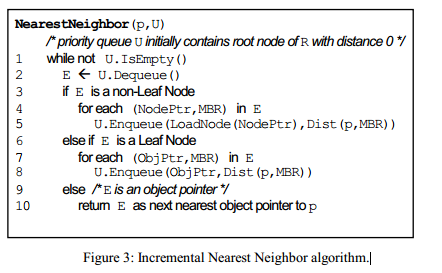 NearestNeighbor(p,U)
/* priority queue U initially contains root node of R with distance 0 */
1 while not U.IsEmpty()
2 E ← U.Dequeue()
3 if E is a non-Leaf Node
4 for each (NodePtr,MBR) in E
5 U.Enqueue(LoadNode(NodePtr),Dist(p,MBR))
6 else if E is a Leaf Node
7 for each (ObjPtr,MBR) in E
8 U.Enqueue(ObjPtr,Dist(p,MBR))
9 else /* E is an object pointer */
10 return E as next nearest object pointer to p
Figure 3: Incremental Nearest Neighbor algorithm.